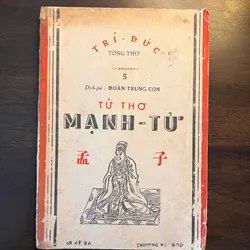 TRÍ-ĐỨC
TÒNG-THƠ
5
Dịch-giả : ĐOÀN-TRUNG-CÒN
TỨ THƠ
MẠNH-TỬ
孟 子